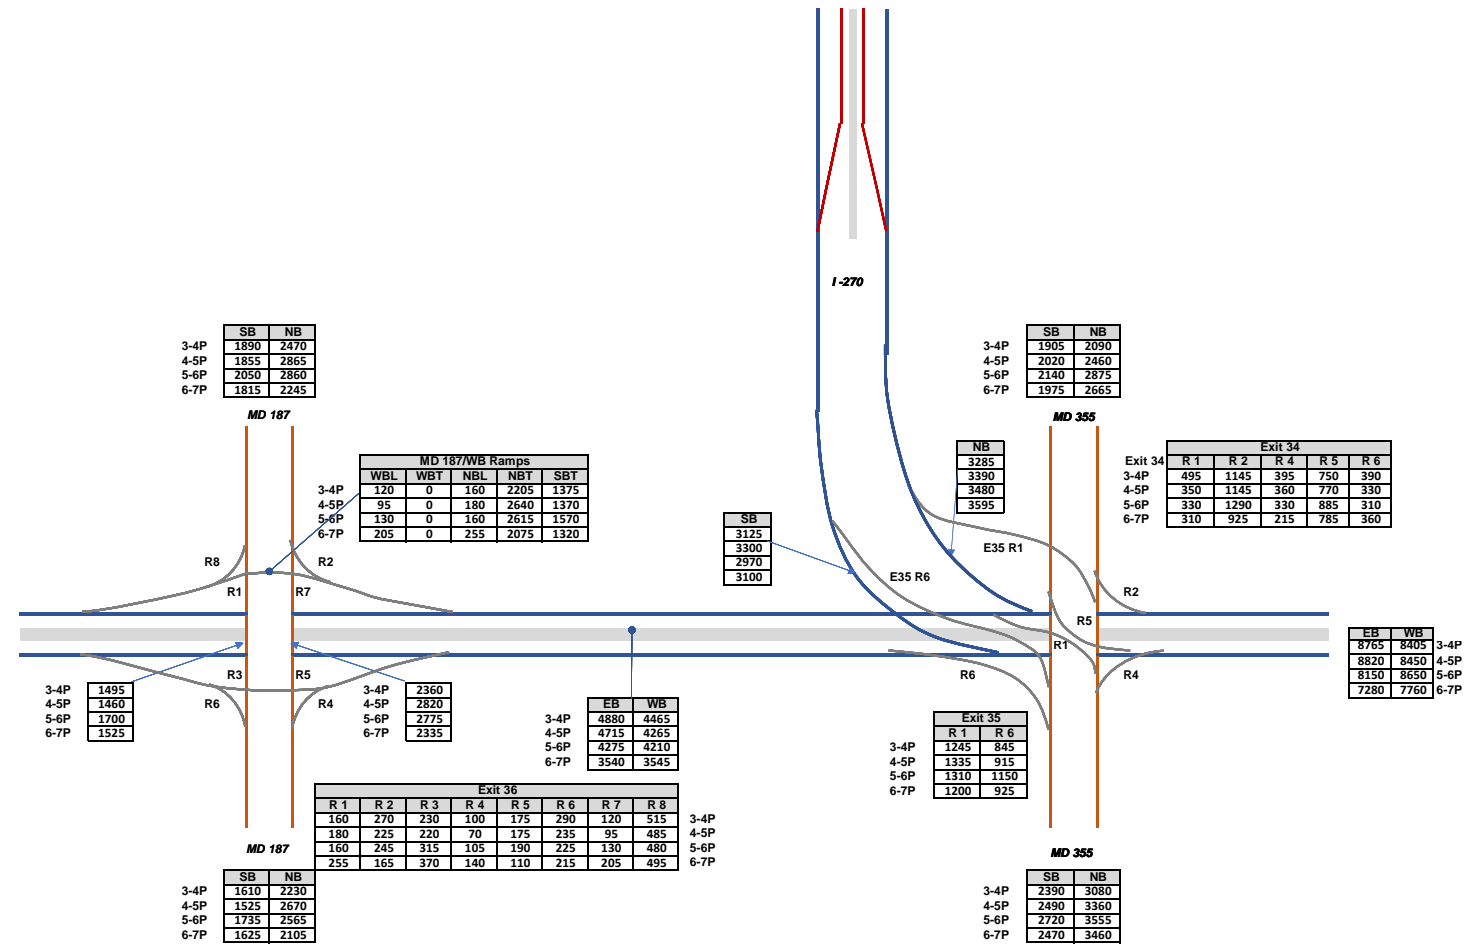 I -270
SB NB
3-4P 1890 2470
4-5P 1855 2865
5-6P 2050 2860
6-7P 1815 2245
MD 187
SB NB
3-4P 1905 2090
4-5P 2020 2460
5-6P 2140 2875
6-7P 1975 2665
MD 355
MD 187/WB Ramps
WBL WBT NBL NBT SBT
3-4P 120 0 160 2205 1375
4-5P 95 0 180 2640 1370
5-6P 130 0 160 2615 1570
6-7P 205 0 255 2075 1320
NB
3285
3390
3480
3595
Exit 34
Exit 34 R 1 R 2 R 4 R 5 R 6
3-4P 495 1145 395 750 390
4-5P 350 1145 360 770 330
5-6P 330 1290 330 885 310
6-7P 310 925 215 785 360
SB
3125
3300
2970
3100
R8
R2
R1
R7
E35 R1
E35 R6
R2
R5
R1
R4
R6
EB WB
8765 8405 3-4P
8820 8450 4-5P
8150 8650 5-6P
7280 7760 6-7P
R3
R5
R6
R4
3-4P 1495
4-5P 1460
5-6P 1700
6-7P 1525
3-4P 2360
4-5P 2820
5-6P 2775
6-7P 2335
EB WB
3-4P 4880 4465
4-5P 4715 4265
5-6P 4275 4210
6-7P 3540 3545
Exit 35
R 1 R 6
3-4P 1245 845
4-5P 1335 915
5-6P 1310 1150
6-7P 1200 925
Exit 36
R 1 R 2 R 3 R 4 R 5 R 6 R 7 R 8
160 270 230 100 175 290 120 515 3-4P
180 225 220 70 175 235 95 485 4-5P
160 245 315 105 190 225 130 480 5-6P
255 165 370 140 110 215 205 495 6-7P
MD 187
SB NB
3-4P 1610 2230
4-5P 1525 2670
5-6P 1735 2565
6-7P 1625 2105
MD 355
SB NB
3-4P 2390 3080
4-5P 2490 3360
5-6P 2720 3555
6-7P 2470 3460